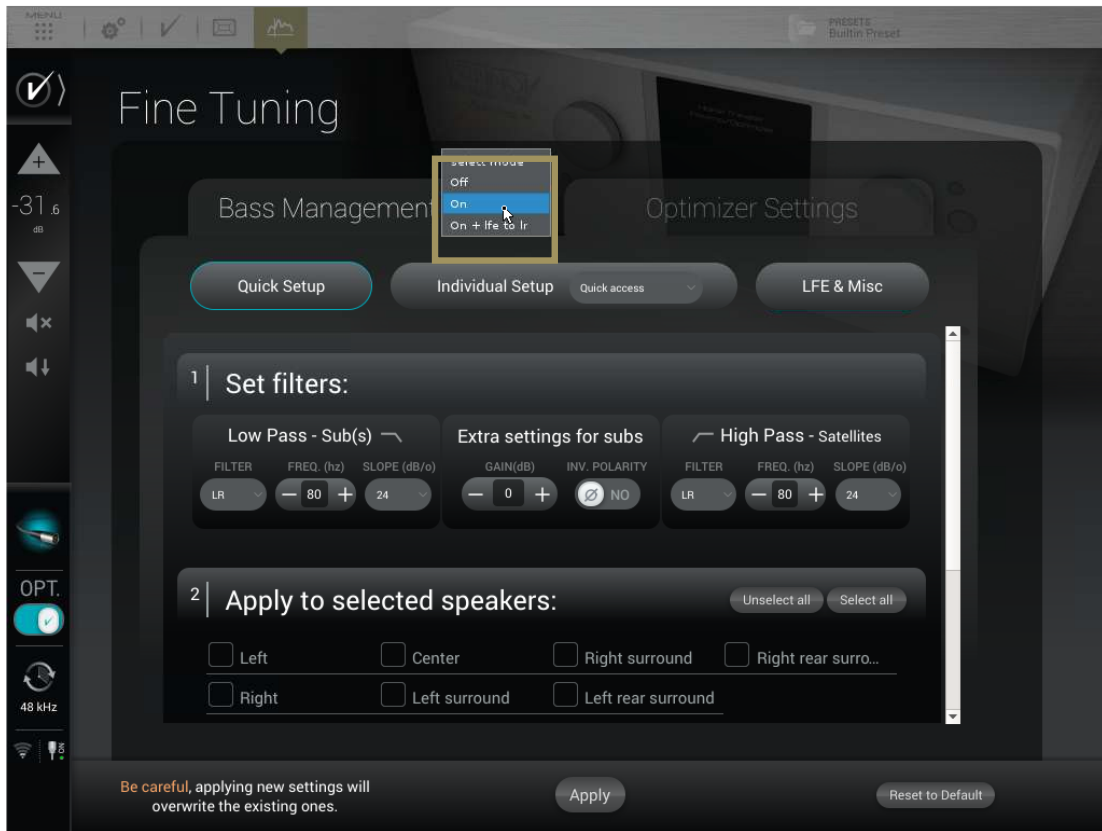 MENU
PRESETS
Builtin Preset
Fine Tuning
-31.6
dB
select mode
Off
On
On + lfe to lr
Bass Management
Optimizer Settings
Quick Setup
Individual Setup
Quick access
LFE & Misc
1 Set filters:
Low Pass - Sub(s)
Extra settings for subs
High Pass - Satellites
FILTER FREQ. (hz) SLOPE (dB/o)
GAIN(dB) INV. POLARITY
FILTER FREQ. (hz) SLOPE (dB/o)
LR - 80 + 24
- 0 + Ø NO
LR - 80 + 24
OPT.
2 Apply to selected speakers:
Unselect all
Select all
Left Center Right surround Right rear surro...
Right Left surround Left rear surround
48 kHz
ON
Be careful, applying new settings will
overwrite the existing ones.
Apply
Reset to Default